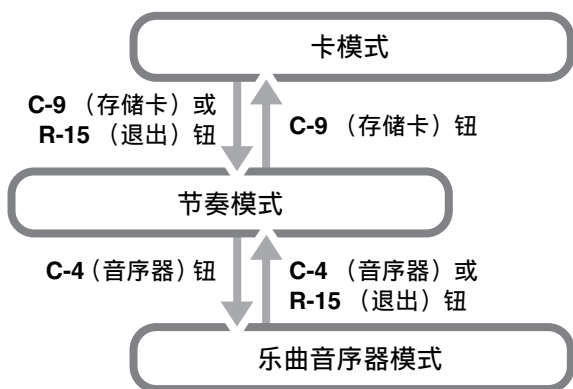 卡模式
C-9 （存储卡）或
R-15 （退出）钮
C-9 （存储卡）钮
节奏模式
C-4（音序器）钮
C-4 （音序器）或
R-15 （退出）钮
乐曲音序器模式